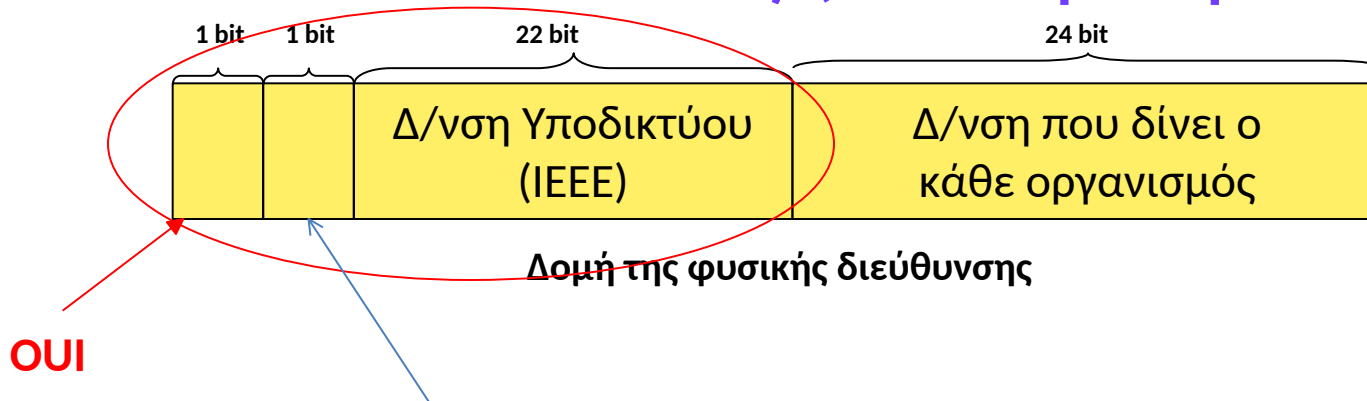 1 bit 1 bit 22 bit 24 bit
Δ/νση Υποδικτύου
(IEEE)
Δ/νση που δίνει ο
κάθε οργανισμός
Δομή της φυσικής διεύθυνσης
OUI